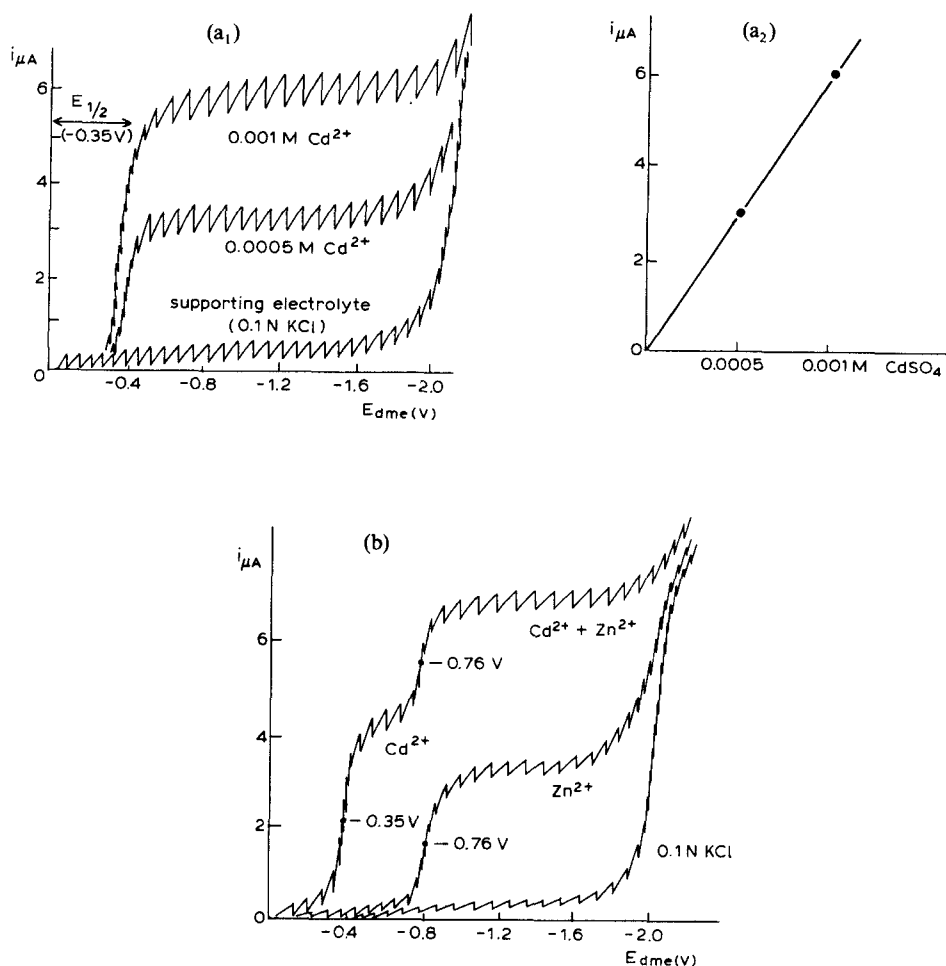 (a₁)
iμA
6
4
2
0
E 1/2
(-0.35V)
0.001 M Cd²⁺
0.0005 M Cd²⁺
supporting electrolyte
(0.1 N KCl)
-0.4
-0.8
-1.2
-1.6
-2.0
Edme(V)
(a₂)
iμA
6
4
2
0
0.0005
0.001 M CdSO₄
(b)
iμA
6
4
2
0
Cd²⁺ + Zn²⁺
-0.76 V
Cd²⁺
-0.35 V
-0.76 V
Zn²⁺
0.1 N KCl
-0.4
-0.8
-1.2
-1.6
-2.0
Edme(V)